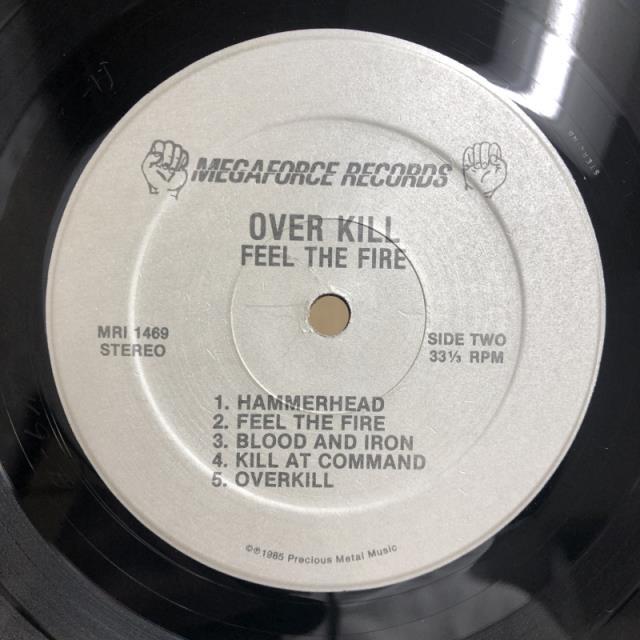 MEGAFORCE RECORDS
OVER KILL
FEEL THE FIRE
MRI 1469
STEREO
SIDE TWO
33⅓ RPM
1. HAMMERHEAD
2. FEEL THE FIRE
3. BLOOD AND IRON
4. KILL AT COMMAND
5. OVERKILL
©℗1985 Precious Metal Music